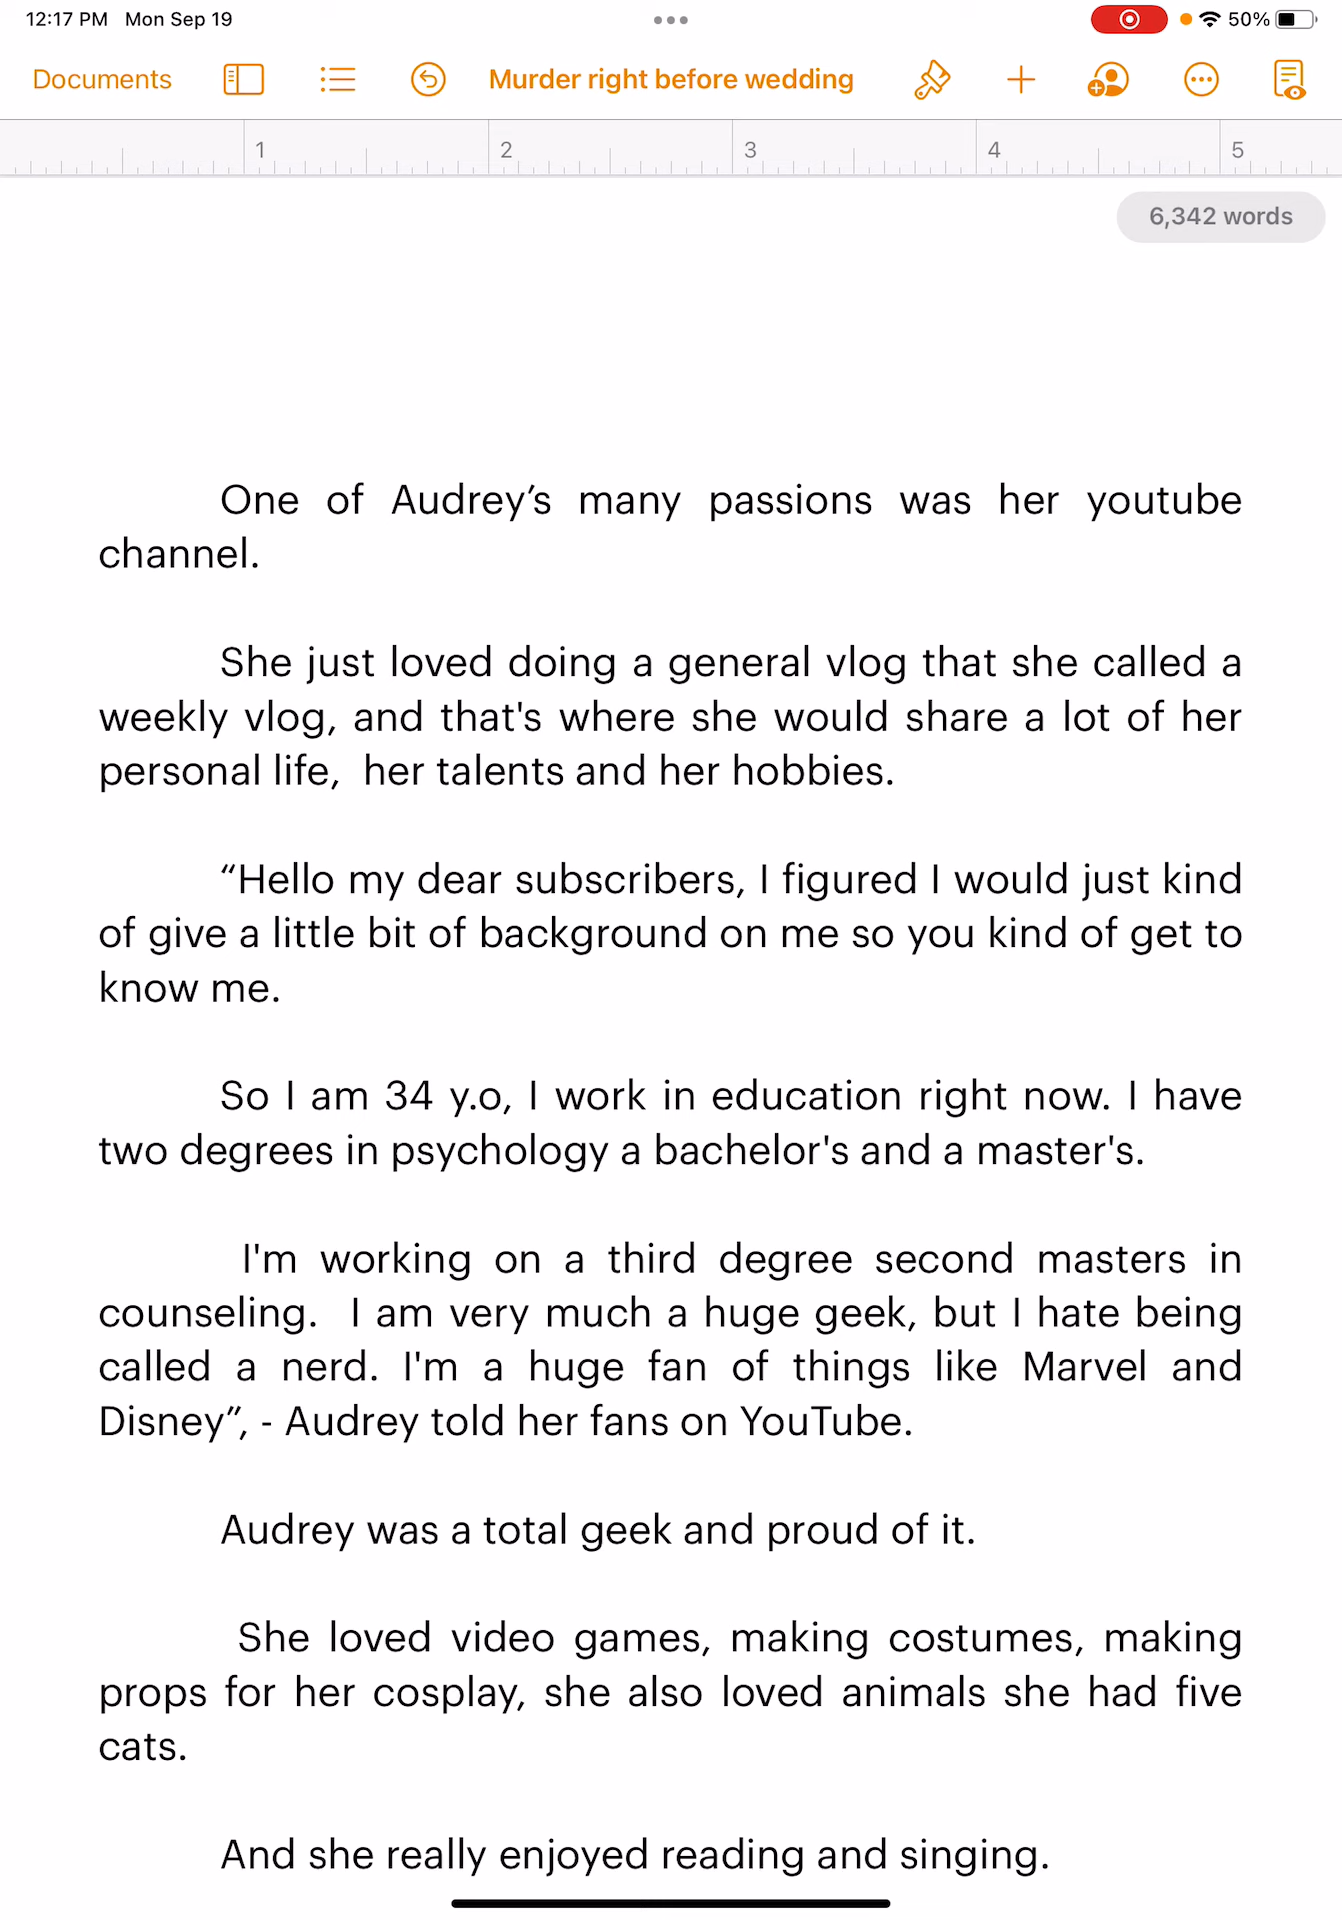 12:17 PM Mon Sep 19
50%
Documents
Murder right before wedding
1 2 3 4 5
6,342 words
One of Audrey’s many passions was her youtube
channel.
She just loved doing a general vlog that she called a
weekly vlog, and that's where she would share a lot of her
personal life,  her talents and her hobbies.
“Hello my dear subscribers, I figured I would just kind
of give a little bit of background on me so you kind of get to
know me.
So I am 34 y.o, I work in education right now. I have
two degrees in psychology a bachelor's and a master's.
I'm working on a third degree second masters in
counseling.  I am very much a huge geek, but I hate being
called a nerd. I'm a huge fan of things like Marvel and
Disney”, - Audrey told her fans on YouTube.
Audrey was a total geek and proud of it.
She loved video games, making costumes, making
props for her cosplay, she also loved animals she had five
cats.
And she really enjoyed reading and singing.